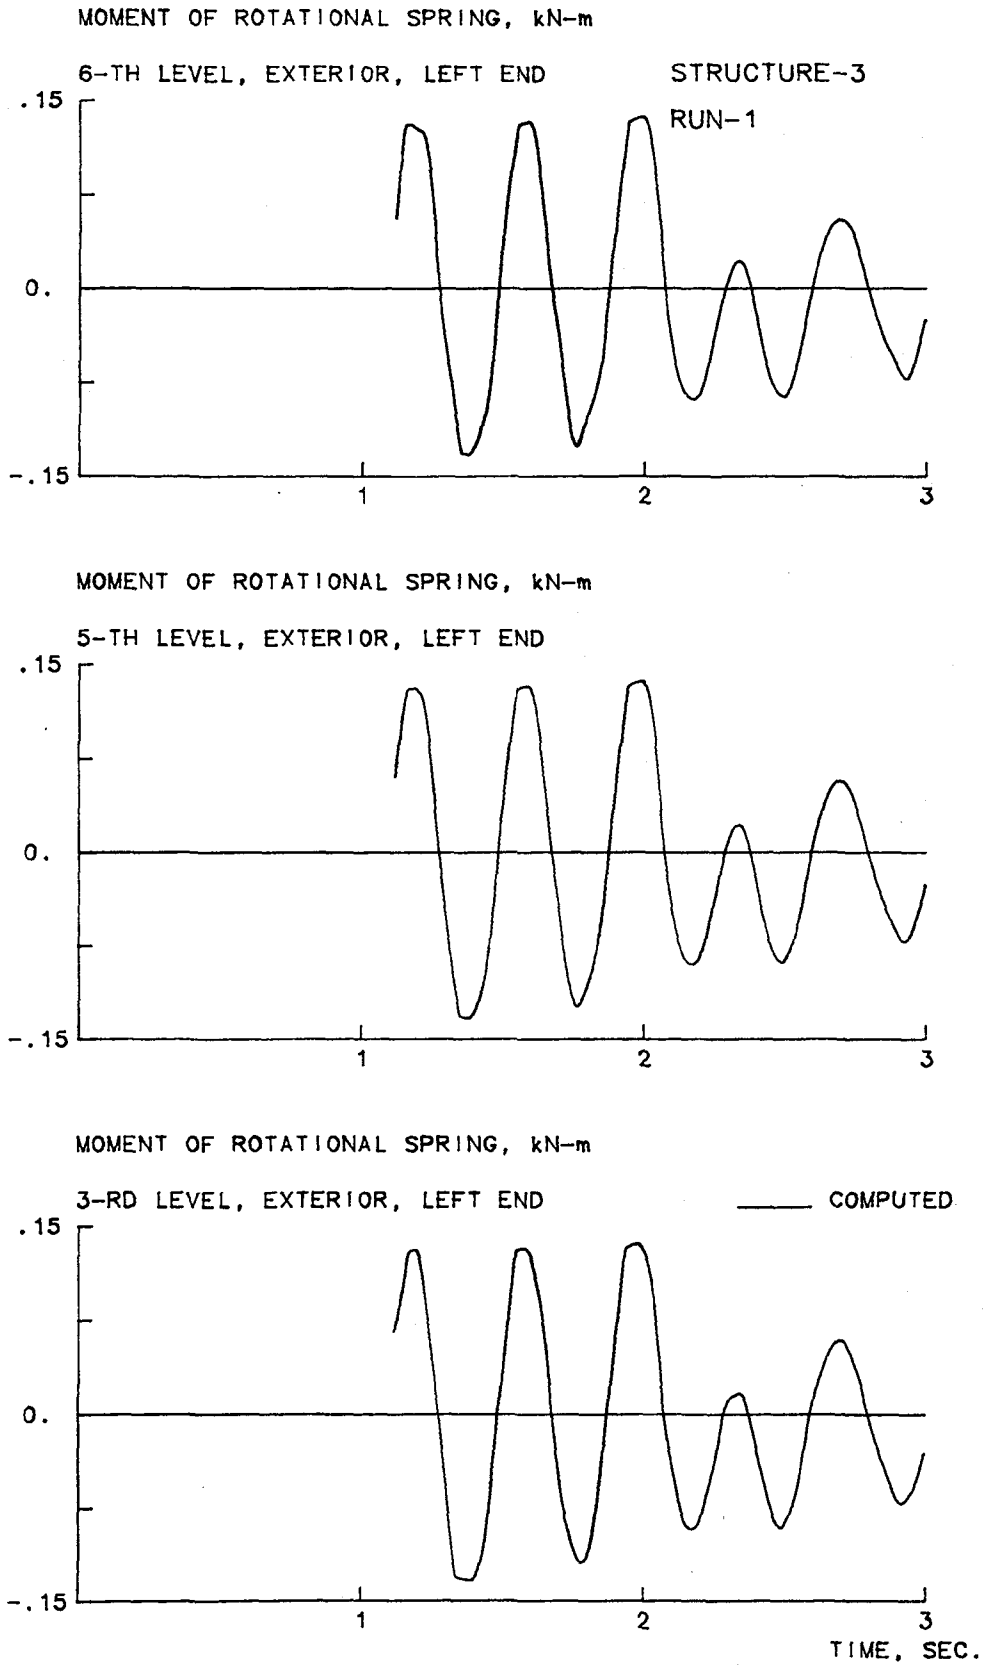 MOMENT OF ROTATIONAL SPRING, kN-m
6-TH LEVEL, EXTERIOR, LEFT END
STRUCTURE-3
RUN-1
.15
0.
-.15
1
2
3
MOMENT OF ROTATIONAL SPRING, kN-m
5-TH LEVEL, EXTERIOR, LEFT END
.15
0.
-.15
1
2
3
MOMENT OF ROTATIONAL SPRING, kN-m
3-RD LEVEL, EXTERIOR, LEFT END
COMPUTED
.15
0.
-.15
1
2
3
TIME, SEC.